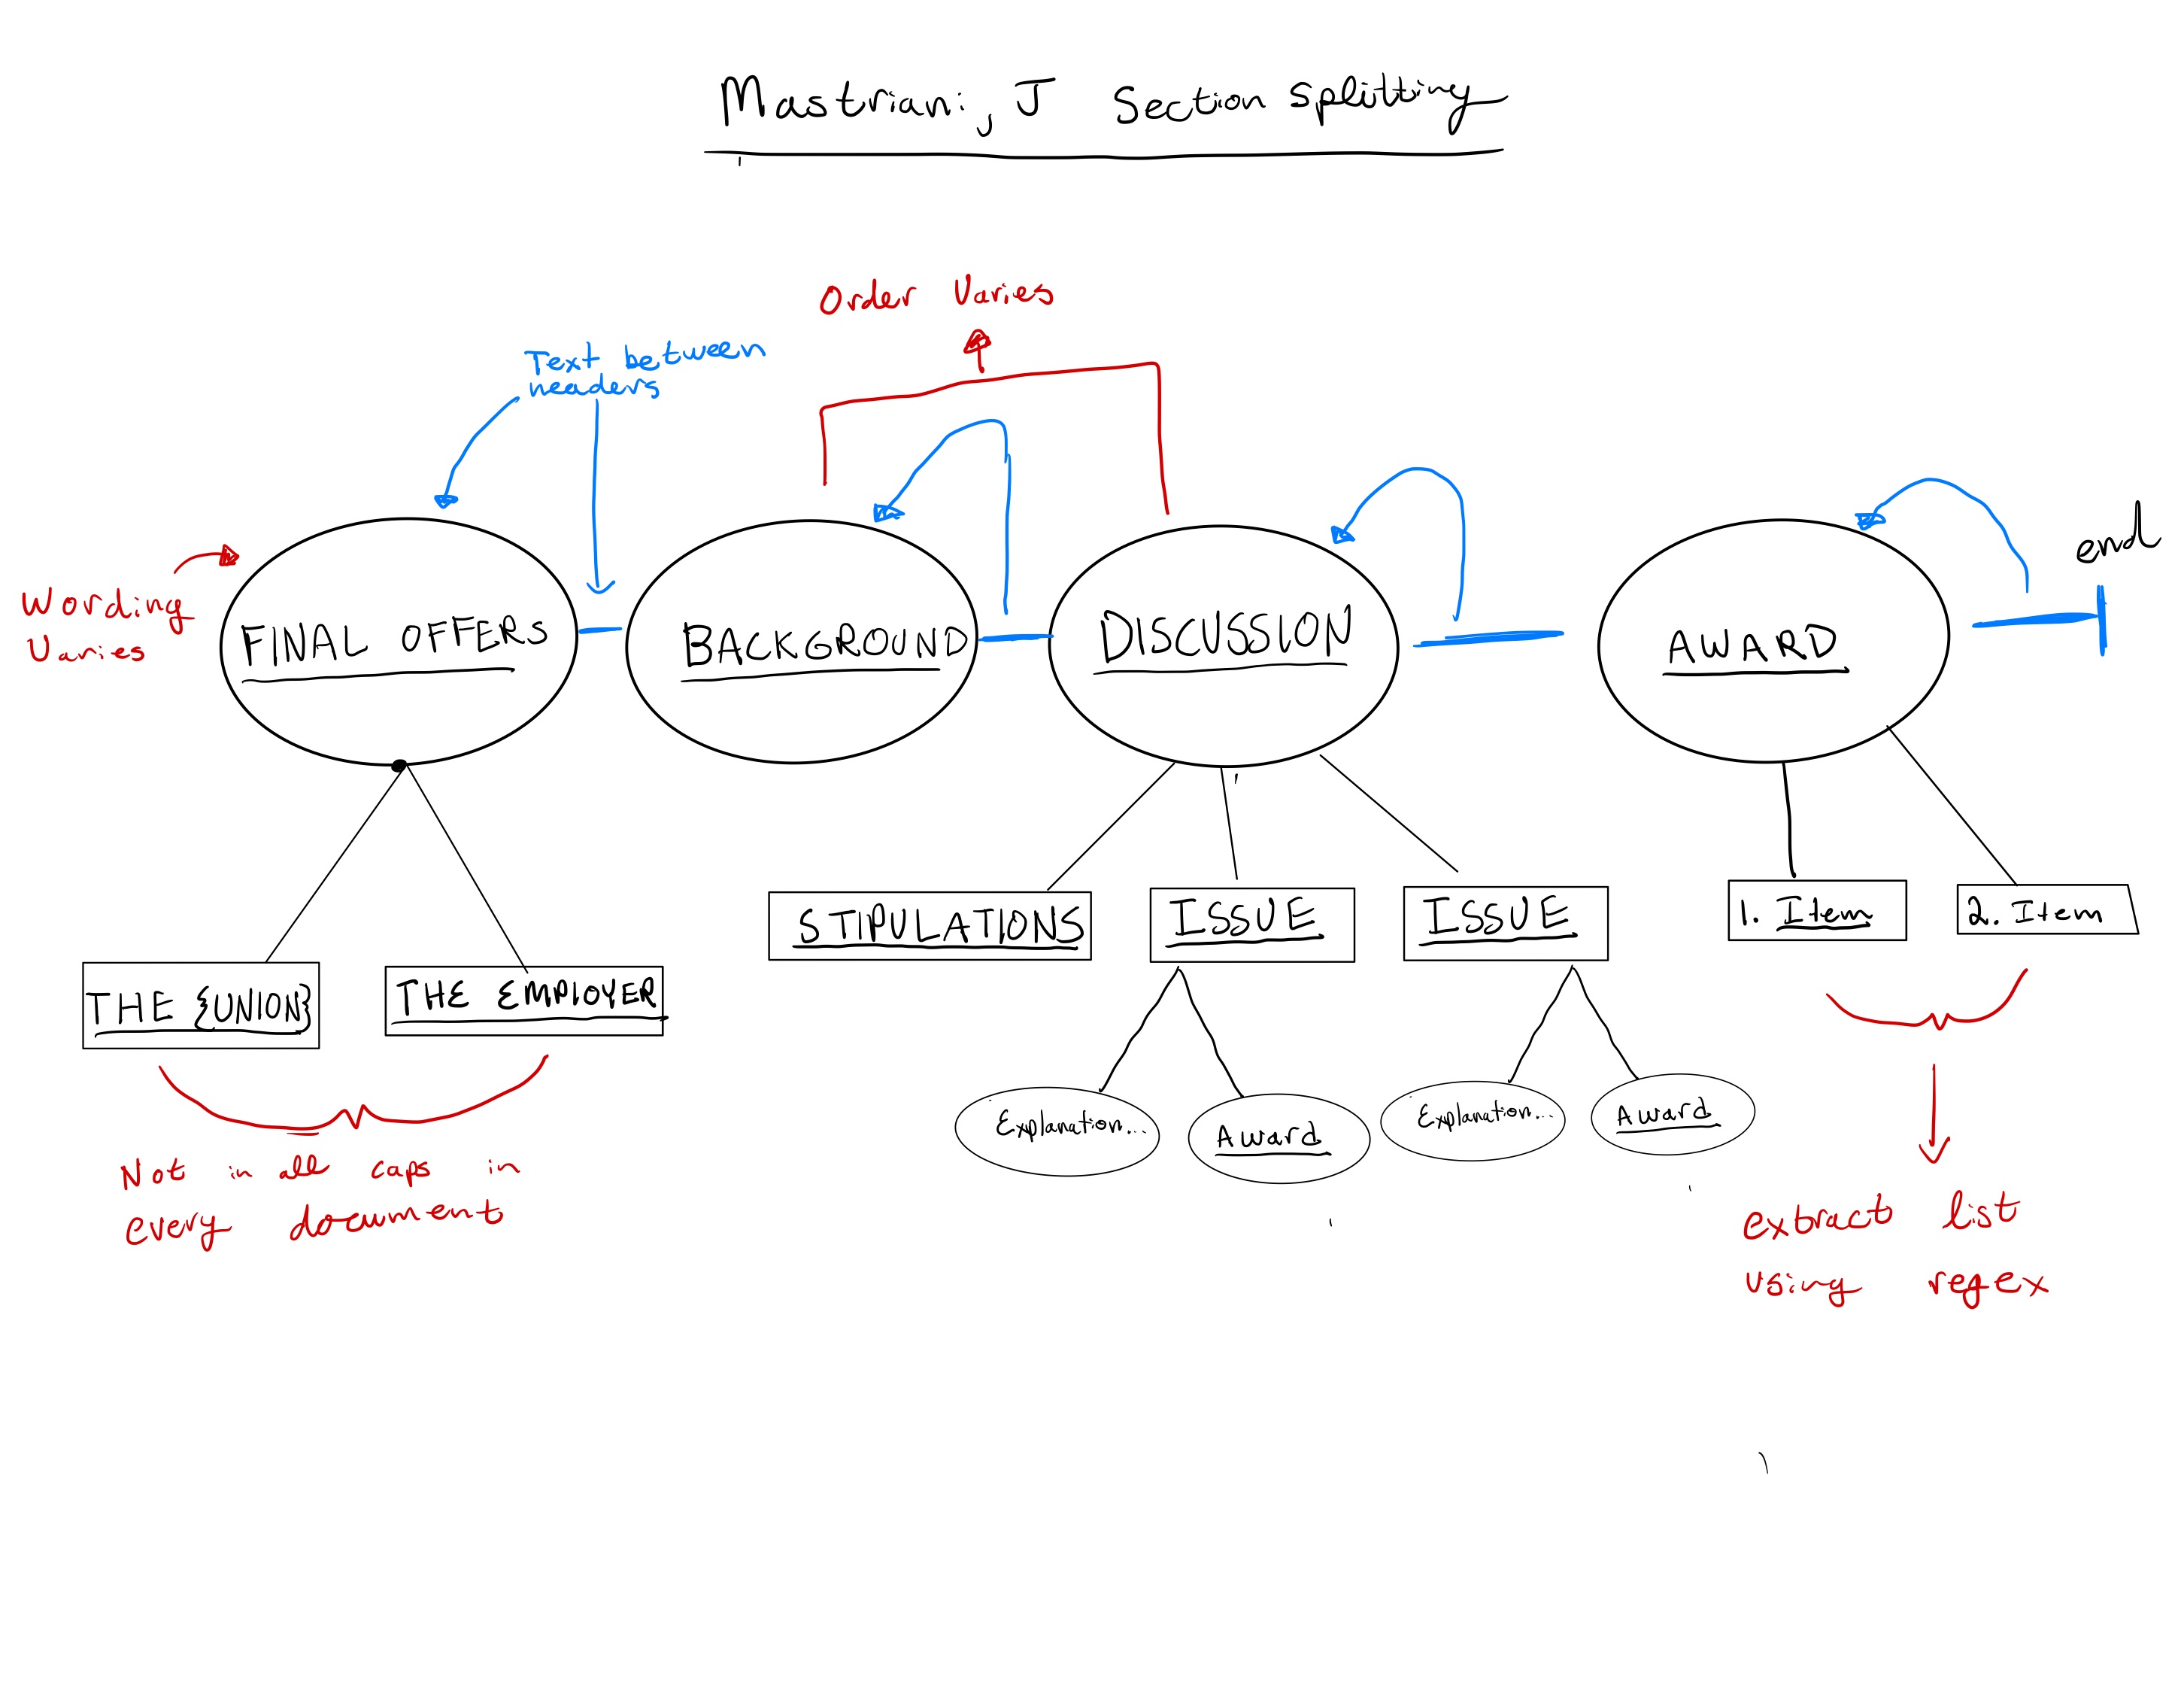 Mastriani, J Section Splitting
Order Varies
Text between
headers
end
Wording
Varies
FINAL OFFERS
BACKGROUND
DISCUSSION
AWARD
STIPULATIONS
ISSUE
ISSUE
1. Item
2. Item
THE {UNION}
THE EMPLOYER
Explanation...
Award
Explanation...
Award
Not in all caps in
every document
extract list
using regex